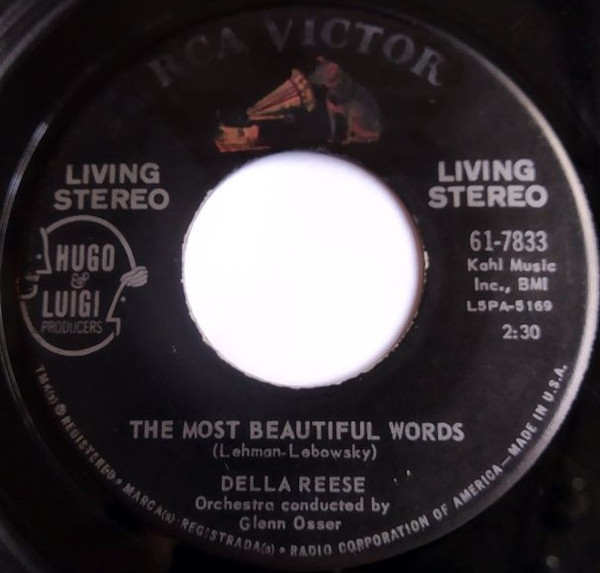 RCA VICTOR
LIVING
STEREO
LIVING
STEREO
HUGO
&
LUIGI
PRODUCERS
61-7833
Kahl Music
Inc., BMI
L5PA-5169
2:30
THE MOST BEAUTIFUL WORDS
(Lehman-Lebowsky)
DELLA REESE
Orchestra conducted by
Glenn Osser
TMK(s) ® REGISTERED • MARCA(s) REGISTRADA(s) • RADIO CORPORATION OF AMERICA—MADE IN U.S.A.